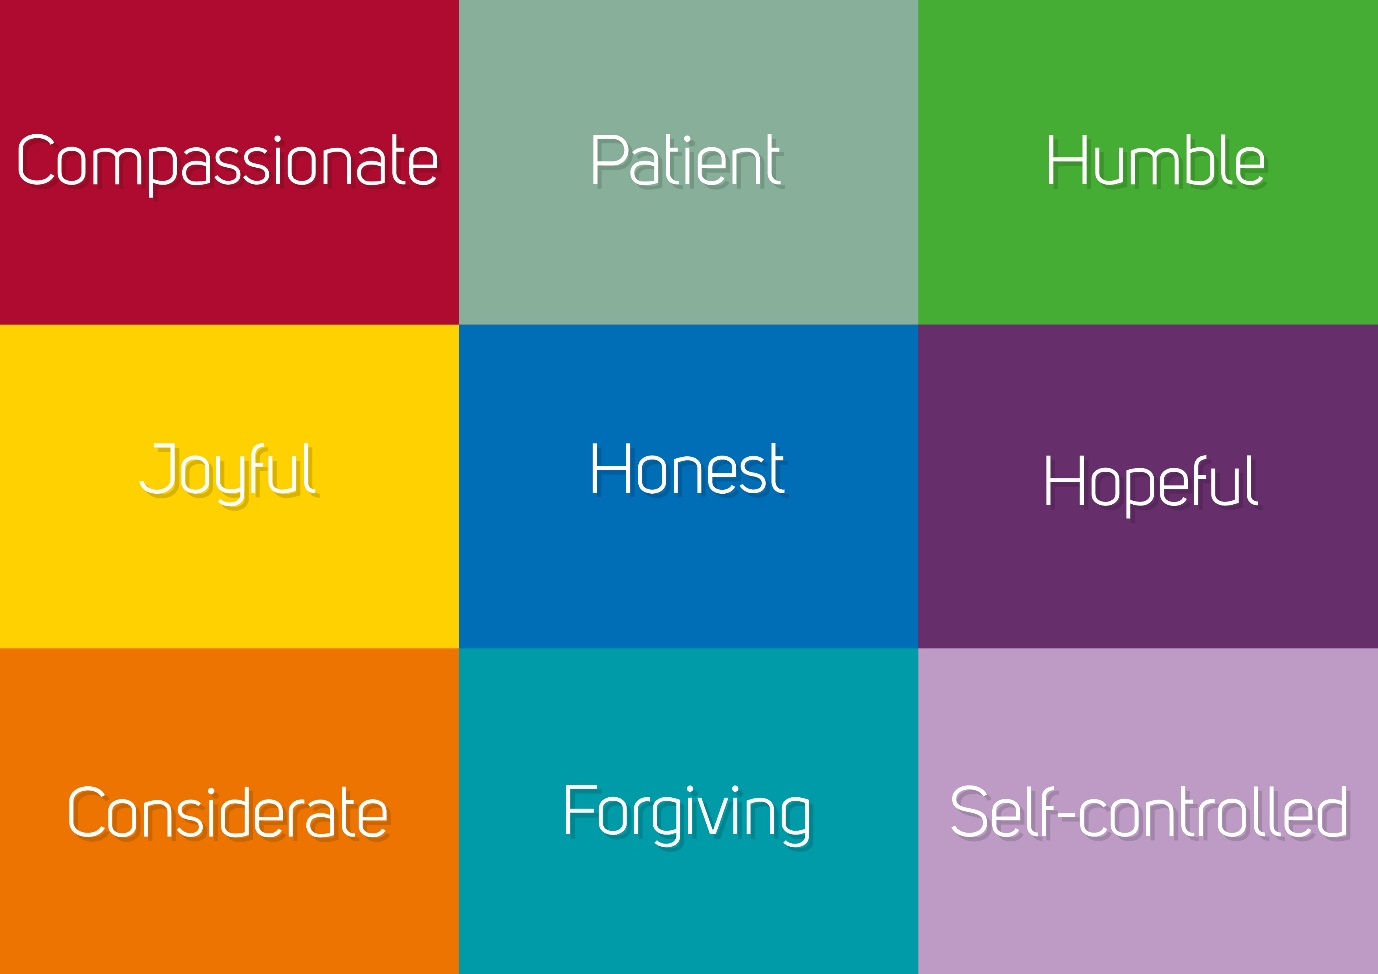 Compassionate
Patient
Humble
Joyful
Honest
Hopeful
Considerate
Forgiving
Self-controlled